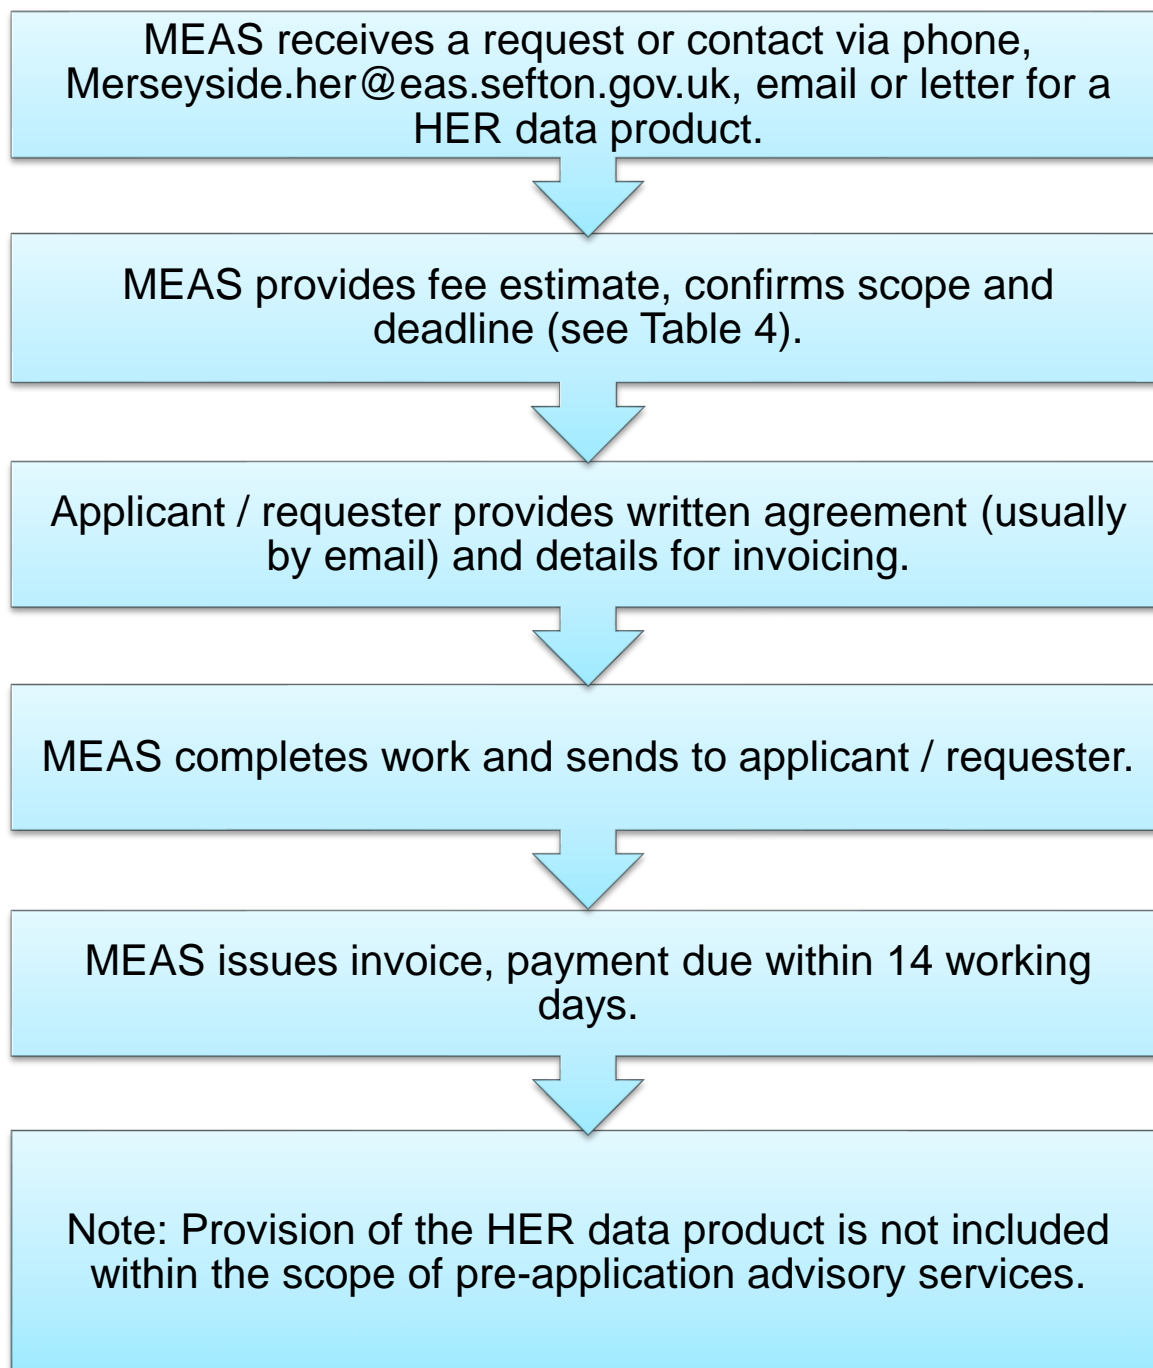 MEAS receives a request or contact via phone,
Merseyside.her@eas.sefton.gov.uk, email or letter for a
HER data product.
MEAS provides fee estimate, confirms scope and
deadline (see Table 4).
Applicant / requester provides written agreement (usually
by email) and details for invoicing.
MEAS completes work and sends to applicant / requester.
MEAS issues invoice, payment due within 14 working
days.
Note: Provision of the HER data product is not included
within the scope of pre-application advisory services.